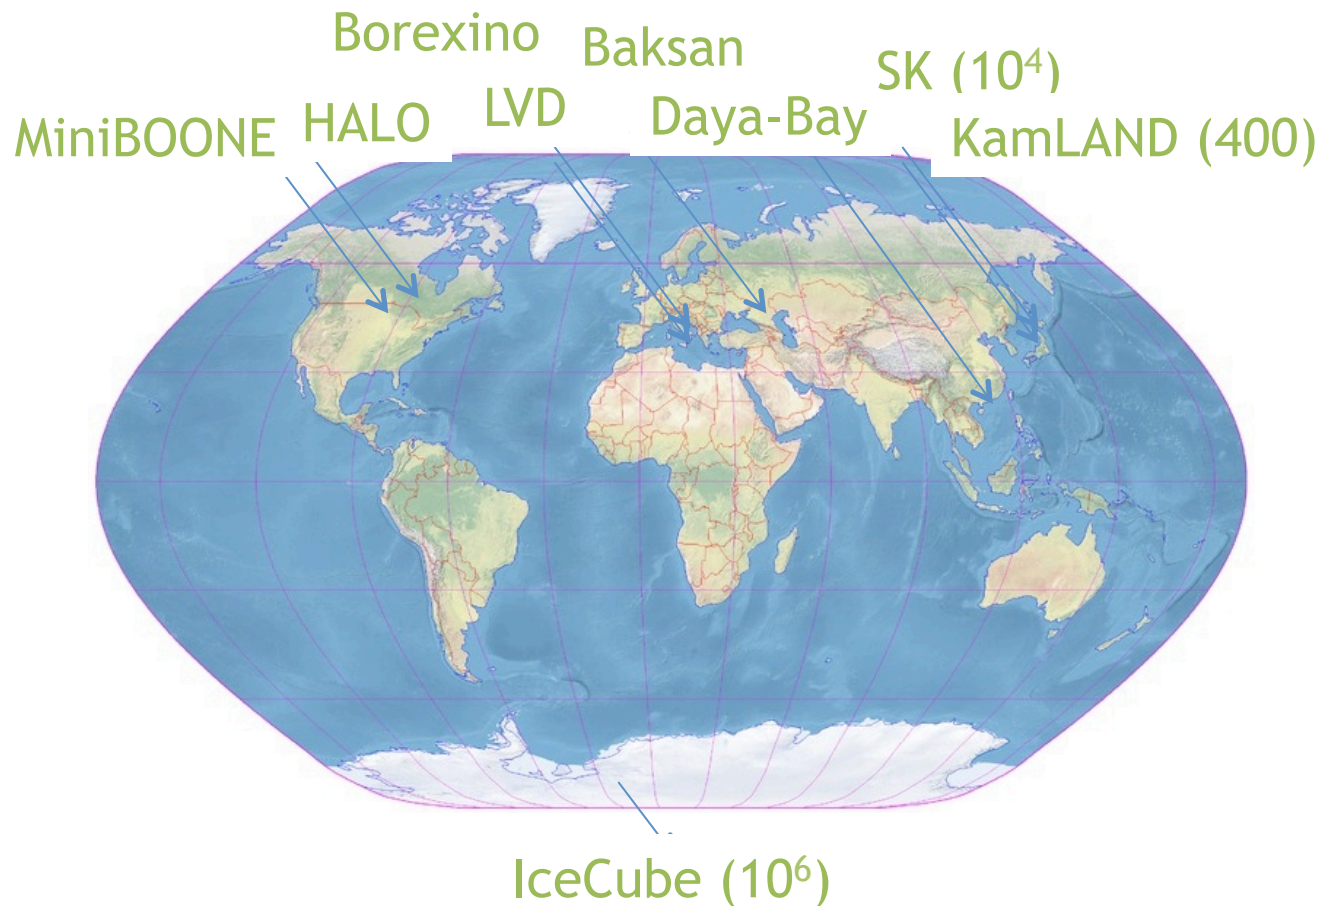 Borexino
Baksan
SK (10⁴)
LVD
HALO
Daya-Bay
MiniBOONE
KamLAND (400)
IceCube (10⁶)